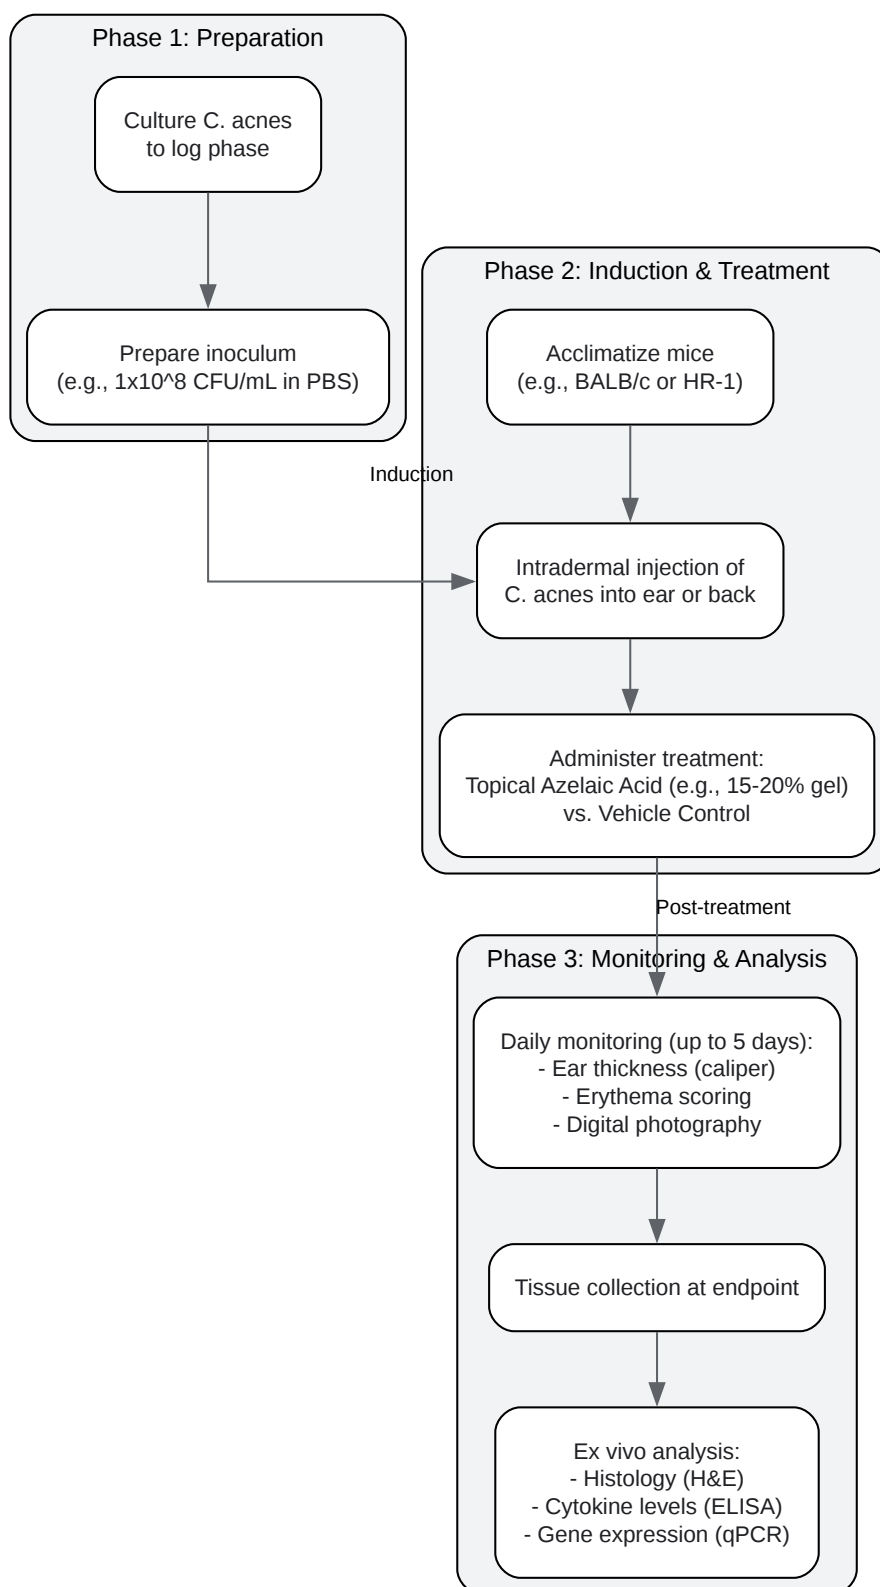 Phase 1: Preparation
Culture C. acnes
to log phase
Prepare inoculum
(e.g., 1x10^8 CFU/mL in PBS)
Induction
Phase 2: Induction & Treatment
Acclimatize mice
(e.g., BALB/c or HR-1)
Intradermal injection of
C. acnes into ear or back
Administer treatment:
Topical Azelaic Acid (e.g., 15-20% gel)
vs. Vehicle Control
Post-treatment
Phase 3: Monitoring & Analysis
Daily monitoring (up to 5 days):
- Ear thickness (caliper)
- Erythema scoring
- Digital photography
Tissue collection at endpoint
Ex vivo analysis:
- Histology (H&E)
- Cytokine levels (ELISA)
- Gene expression (qPCR)